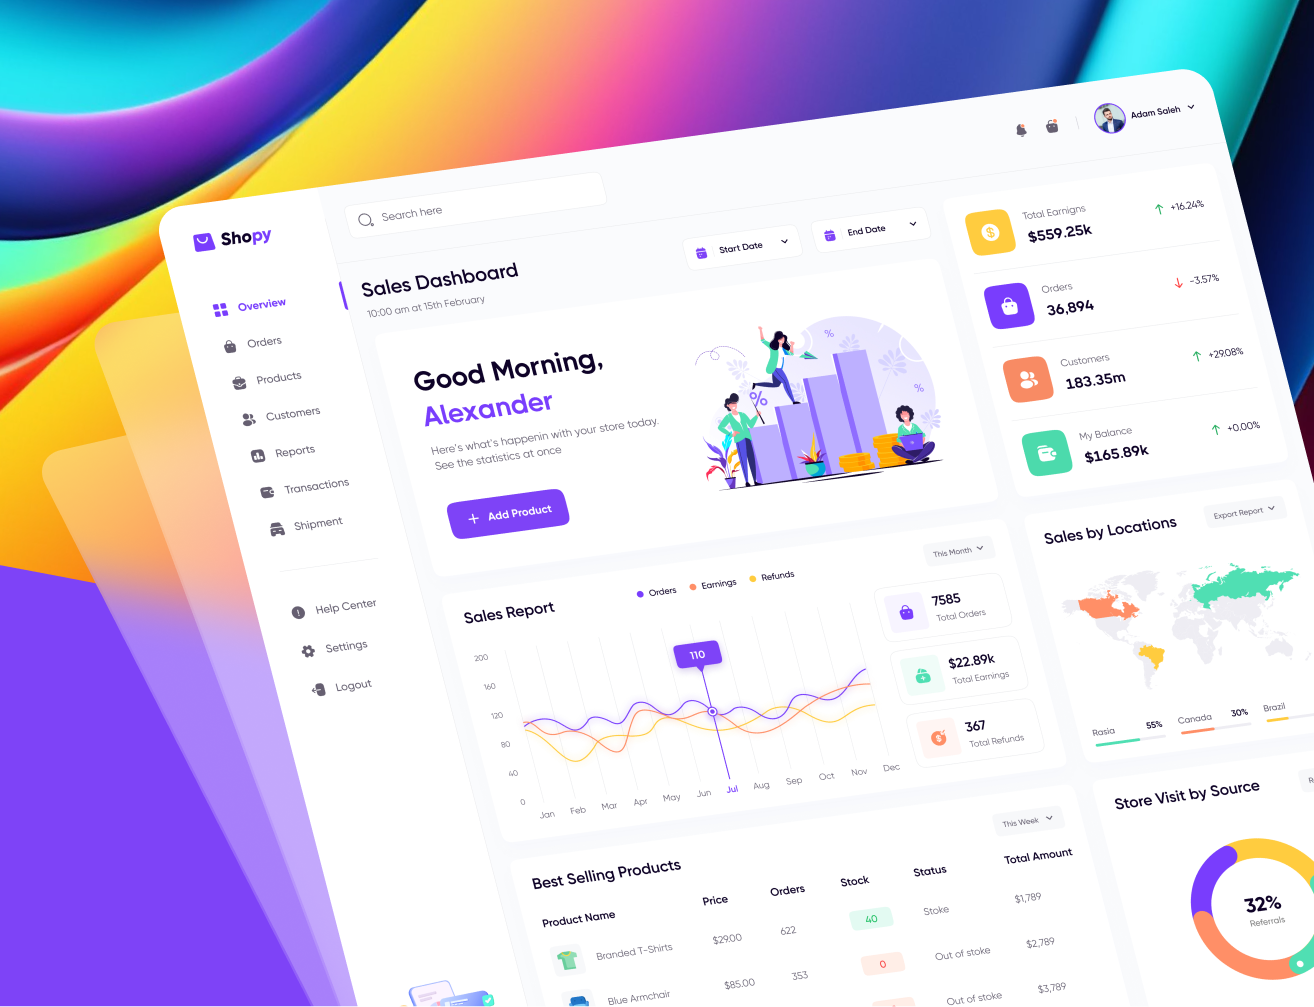 Shopy
Search here
Adam Saleh
Overview
Orders
Products
Customers
Reports
Transactions
Shipment
Help Center
Settings
Logout
Sales Dashboard
10:00 am at 15th February
Start Date
End Date
Good Morning,
Alexander
Here's what's happenin with your store today.
See the statistics at once
Add Product
%
%
%
Total Earnigns
$559.25k
+16.24%
Orders
36,894
-3.57%
Customers
183.35m
+29.08%
My Balance
$165.89k
+0.00%
Sales Report
Orders
Earnings
Refunds
This Month
200
160
120
80
40
0
110
Jan
Feb
Mar
Apr
May
Jun
Jul
Aug
Sep
Oct
Nov
Dec
7585
Total Orders
$22.89k
Total Earnings
367
Total Refunds
Sales by Locations
Export Report
Rasia
55%
Canada
30%
Brazil
Best Selling Products
This Week
Product Name
Price
Orders
Stock
Status
Total Amount
Branded T-Shirts
$29.00
622
40
Stoke
$1,789
Blue Armchair
$85.00
353
0
Out of stoke
$2,789
Out of stoke
$3,789
Store Visit by Source
32%
Referrals